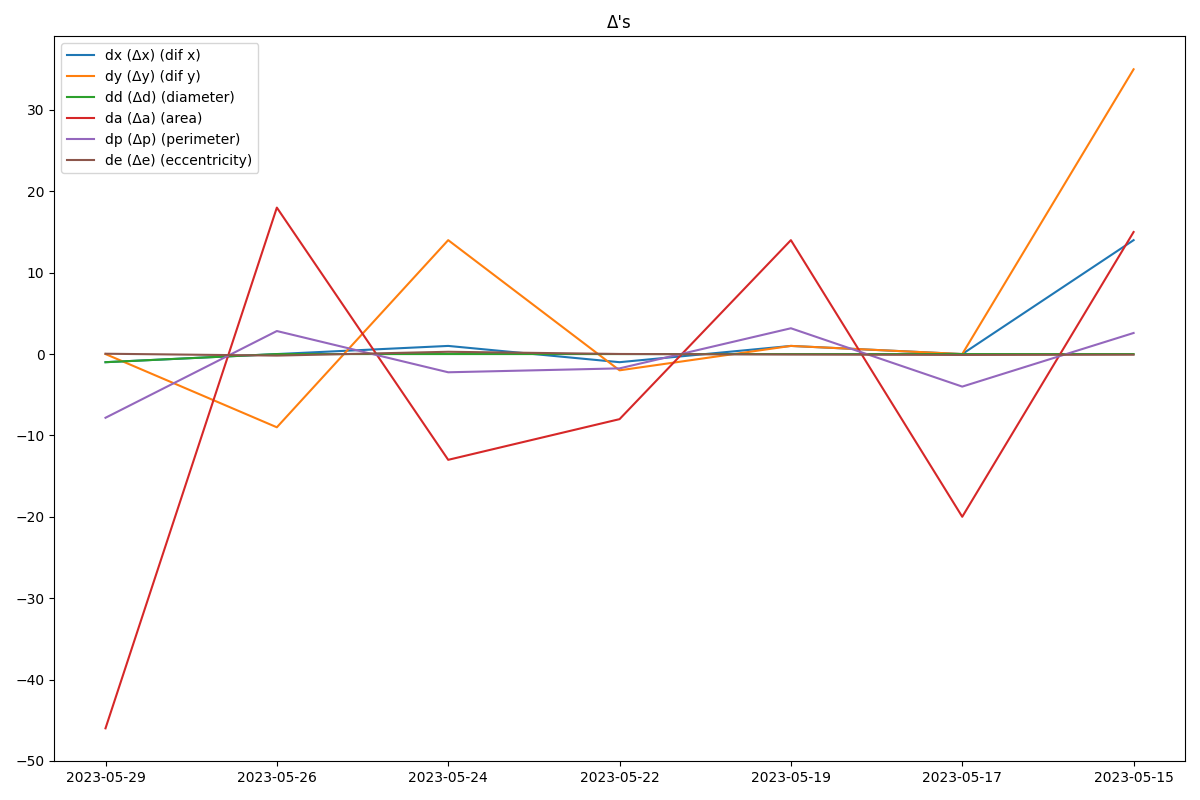 Δ's
dx (Δx) (dif x)
dy (Δy) (dif y)
dd (Δd) (diameter)
da (Δa) (area)
dp (Δp) (perimeter)
de (Δe) (eccentricity)
30
20
10
0
−10
−20
−30
−40
−50
2023-05-29 2023-05-26 2023-05-24 2023-05-22 2023-05-19 2023-05-17 2023-05-15